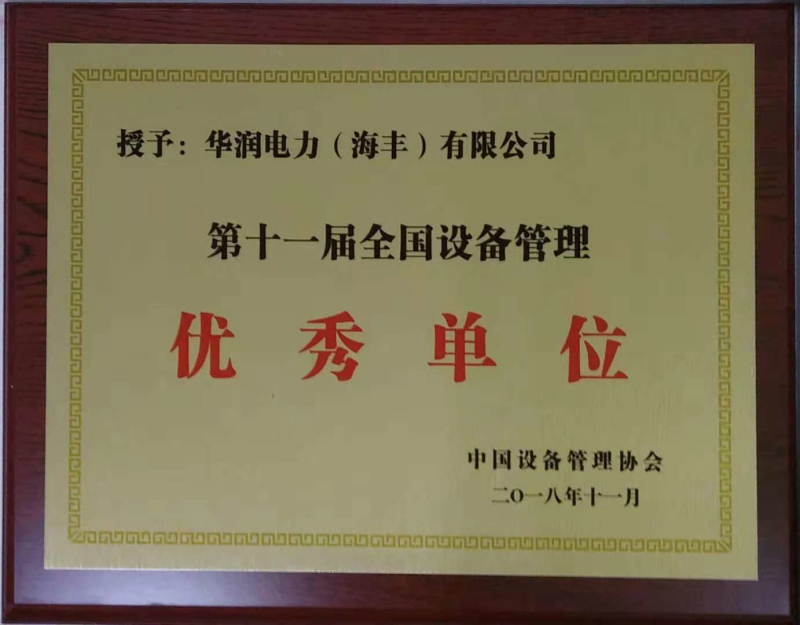 授予：华润电力（海丰）有限公司
第十一届全国设备管理
优秀单位
中国设备管理协会
二〇一八年十一月